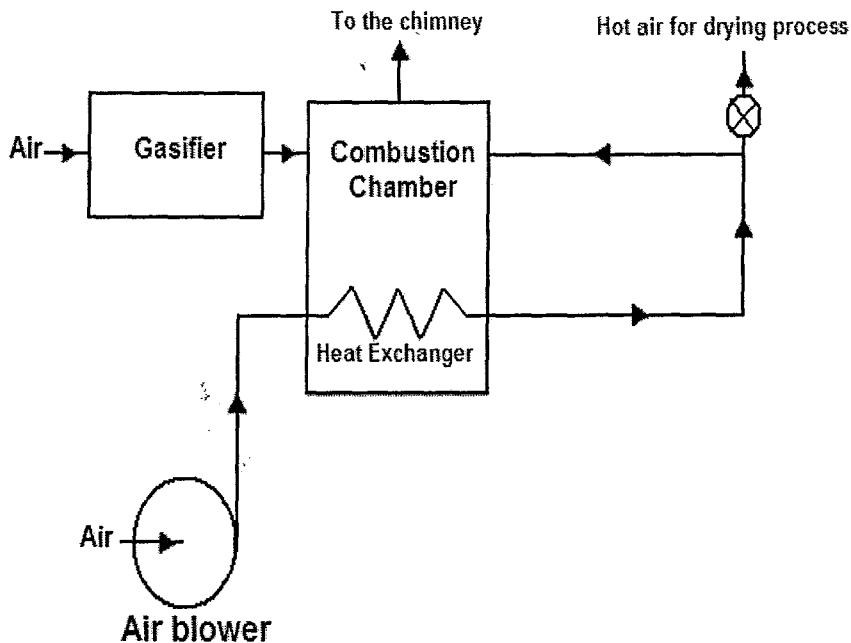 To the chimney
Hot air for drying process
Air
Gasifier
Combustion
Chamber
Heat Exchanger
Air
Air blower